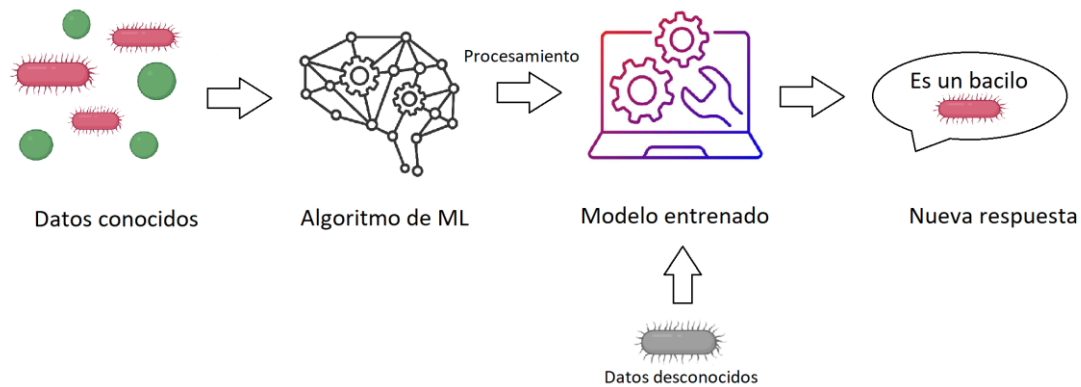 Procesamiento
Es un bacilo
Datos conocidos
Algoritmo de ML
Modelo entrenado
Nueva respuesta
Datos desconocidos